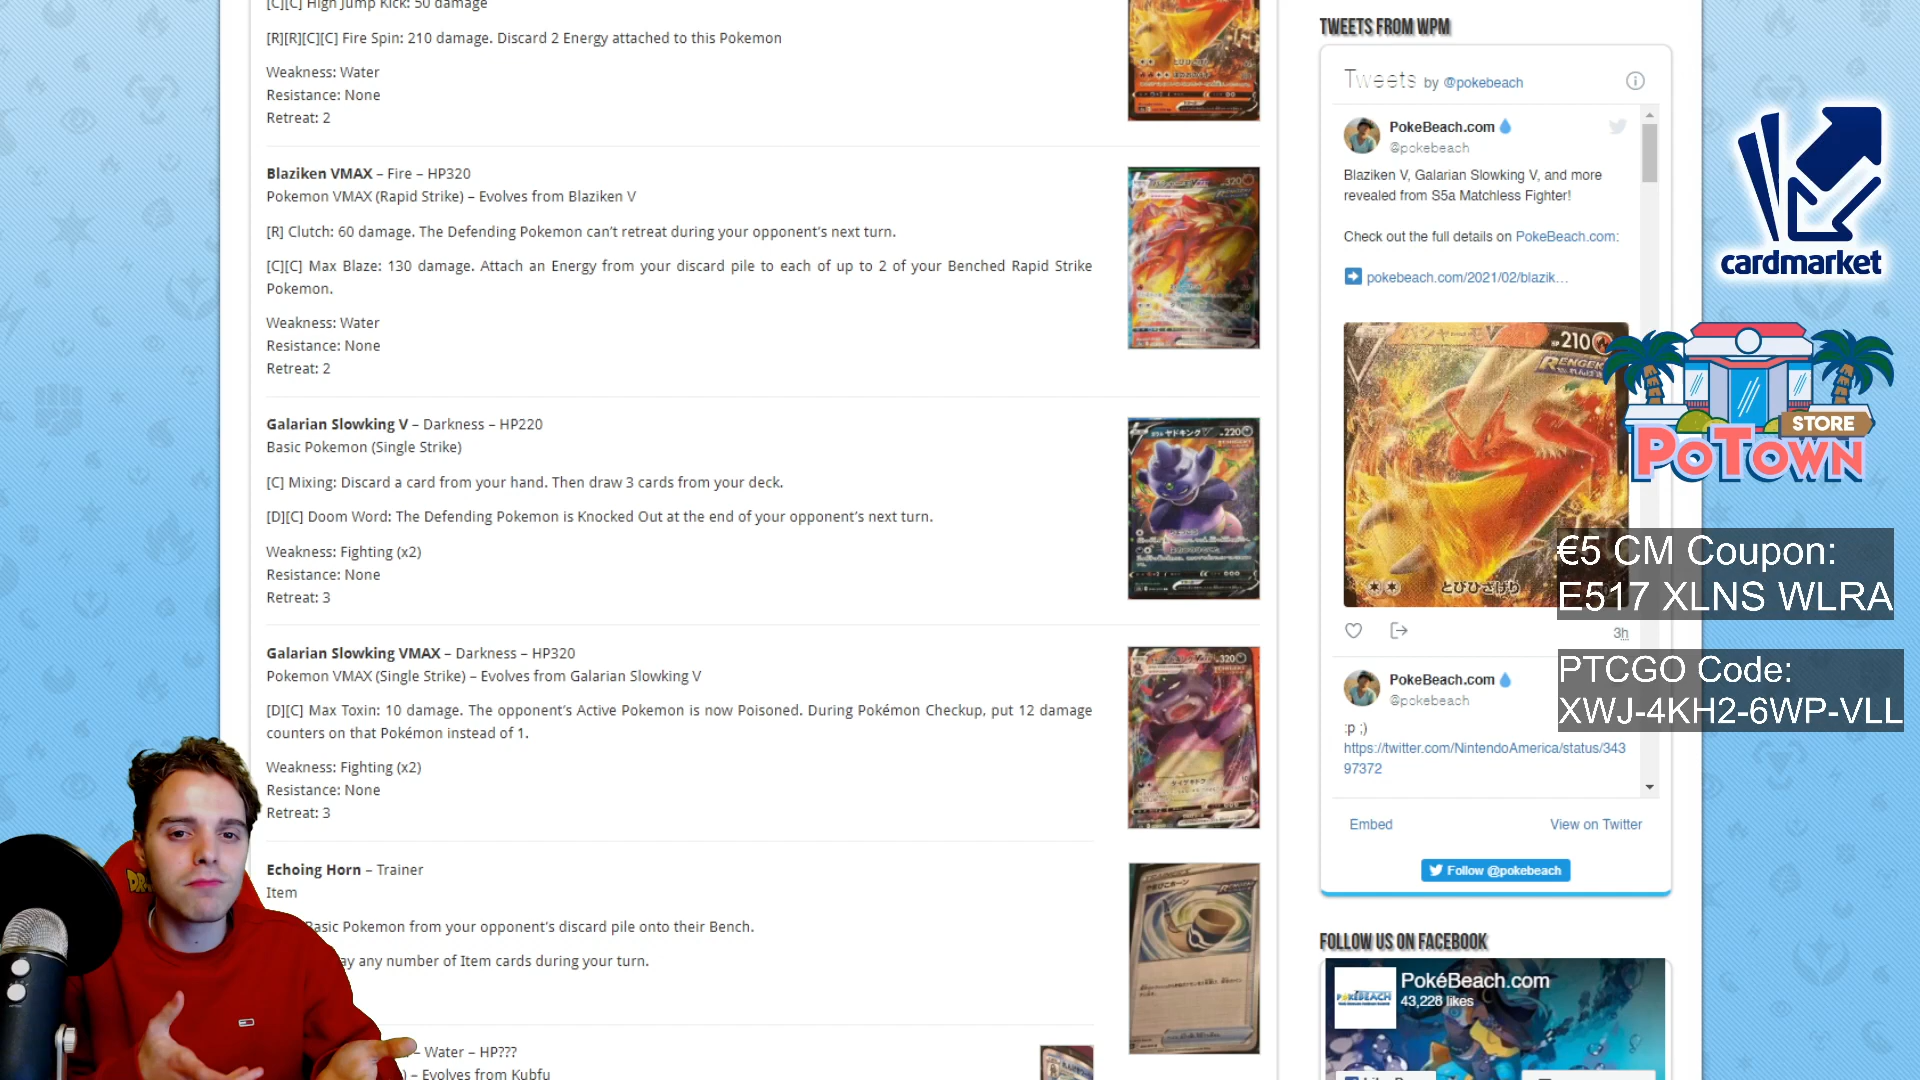 [C][C] High Jump Kick: 50 damage
[R][R][C][C] Fire Spin: 210 damage. Discard 2 Energy attached to this Pokemon
Weakness: Water
Resistance: None
Retreat: 2
Blaziken VMAX – Fire – HP320
Pokemon VMAX (Rapid Strike) – Evolves from Blaziken V
[R] Clutch: 60 damage. The Defending Pokemon can’t retreat during your opponent’s next turn.
[C][C] Max Blaze: 130 damage. Attach an Energy from your discard pile to each of up to 2 of your Benched Rapid Strike
Pokemon.
Weakness: Water
Resistance: None
Retreat: 2
Galarian Slowking V – Darkness – HP220
Basic Pokemon (Single Strike)
[C] Mixing: Discard a card from your hand. Then draw 3 cards from your deck.
[D][C] Doom Word: The Defending Pokemon is Knocked Out at the end of your opponent’s next turn.
Weakness: Fighting (x2)
Resistance: None
Retreat: 3
Galarian Slowking VMAX – Darkness – HP320
Pokemon VMAX (Single Strike) – Evolves from Galarian Slowking V
[D][C] Max Toxin: 10 damage. The opponent’s Active Pokemon is now Poisoned. During Pokémon Checkup, put 12 damage
counters on that Pokémon instead of 1.
Weakness: Fighting (x2)
Resistance: None
Retreat: 3
Echoing Horn – Trainer
Item
Basic Pokemon from your opponent's discard pile onto their Bench.
ay any number of Item cards during your turn.
– Water – HP???
) – Evolves from Kubfu
TWEETS FROM WPM
Tweets by @pokebeach
PokeBeach.com
@pokebeach
Blaziken V, Galarian Slowking V, and more
revealed from S5a Matchless Fighter!
Check out the full details on PokeBeach.com:
pokebeach.com/2021/02/blazik…
HP 210
RENGEKI
とびひざげり
3h
PokeBeach.com
@pokebeach
:p ;)
https://twitter.com/NintendoAmerica/status/343
97372
Embed
View on Twitter
Follow @pokebeach
FOLLOW US ON FACEBOOK
POKÉBEACH
PokéBeach.com
43,228 likes
cardmarket
STORE
POTOWN
€5 CM Coupon:
E517 XLNS WLRA
PTCGO Code:
XWJ-4KH2-6WP-VLL